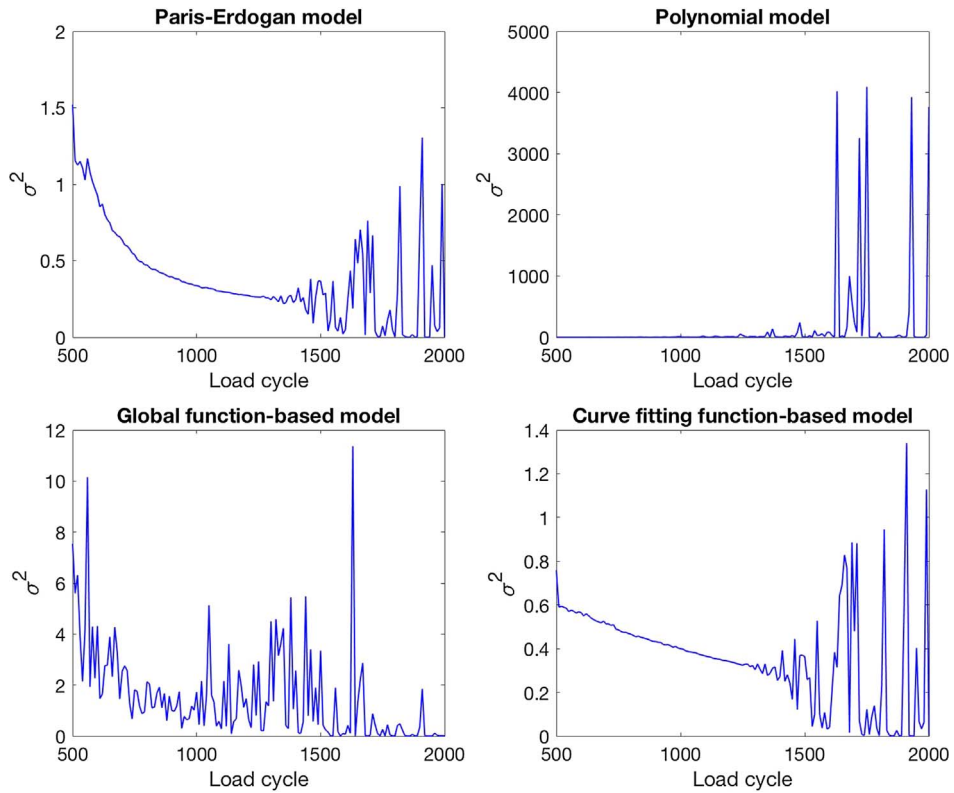 Paris-Erdogan model
2
1.5
1
0.5
0
σ²
500 1000 1500 2000
Load cycle
Polynomial model
5000
4000
3000
2000
1000
0
σ²
500 1000 1500 2000
Load cycle
Global function-based model
12
10
8
6
4
2
0
σ²
500 1000 1500 2000
Load cycle
Curve fitting function-based model
1.4
1.2
1
0.8
0.6
0.4
0.2
0
σ²
500 1000 1500 2000
Load cycle